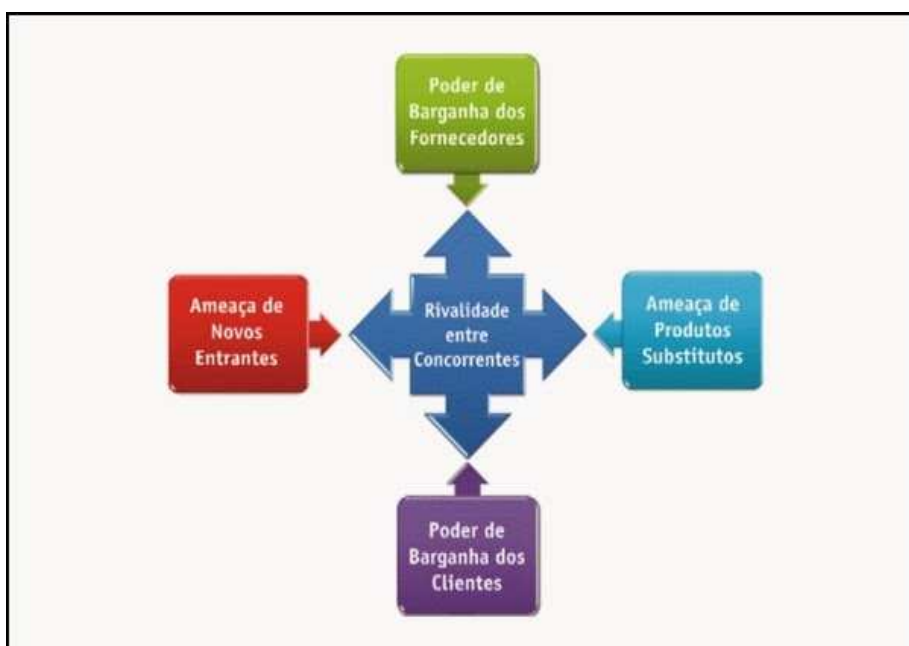 Poder de
Barganha dos
Fornecedores
Ameaça de
Novos
Entrantes
Rivalidade
entre
Concorrentes
Ameaça de
Produtos
Substitutos
Poder de
Barganha dos
Clientes